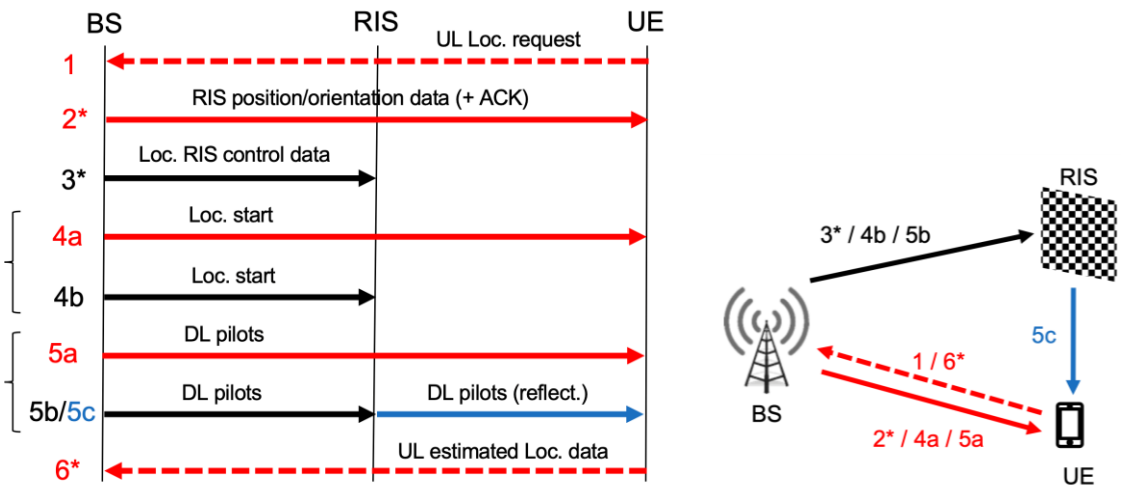 BS RIS UE
1 UL Loc. request
2* RIS position/orientation data (+ ACK)
3* Loc. RIS control data
4a Loc. start
4b Loc. start
5a DL pilots
5b/5c DL pilots DL pilots (reflect.)
6* UL estimated Loc. data
RIS
3* / 4b / 5b
5c
1 / 6*
BS
2* / 4a / 5a
UE